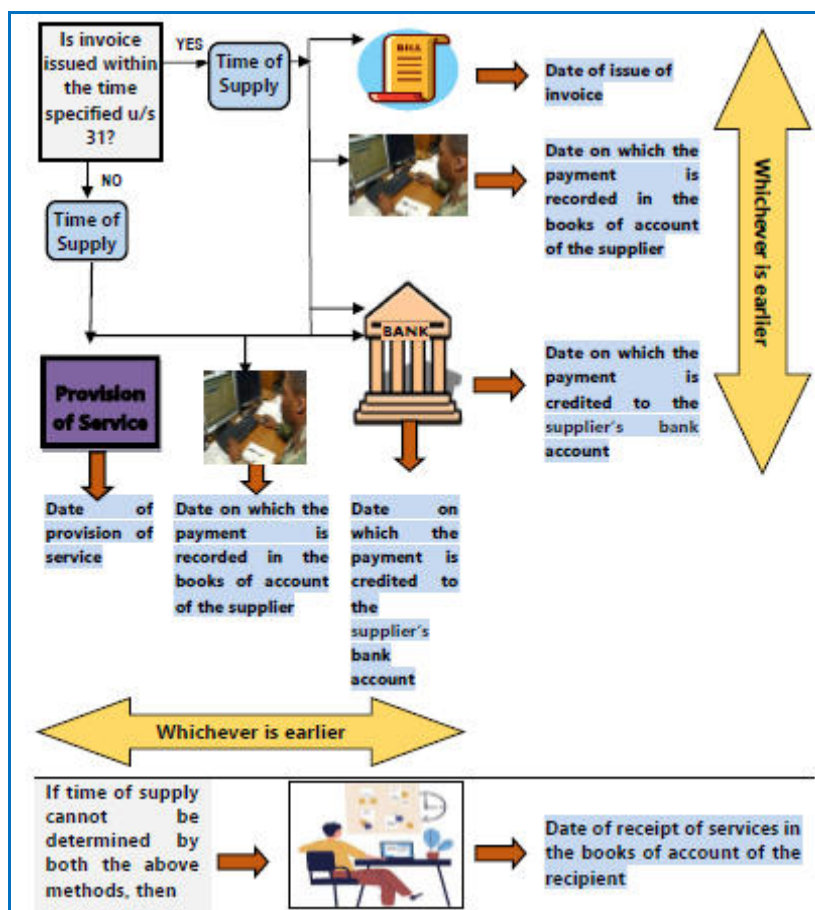 Is invoice
issued within
the time
specified u/s
31?
YES
Time of
Supply
BILL
Date of issue of
invoice
Date on which the
payment is
recorded in the
books of account
of the supplier
Whichever is earlier
NO
Time of
Supply
BANK
Date on which the
payment is
credited to the
supplier's bank
account
Provision
of Service
Date of
provision of
service
Date on which the
payment is
recorded in the
books of account
of the supplier
Date on
which the
payment is
credited to
the
supplier's
bank
account
Whichever is earlier
If time of supply
cannot be
determined by
both the above
methods, then
Date of receipt of services in
the books of account of the
recipient